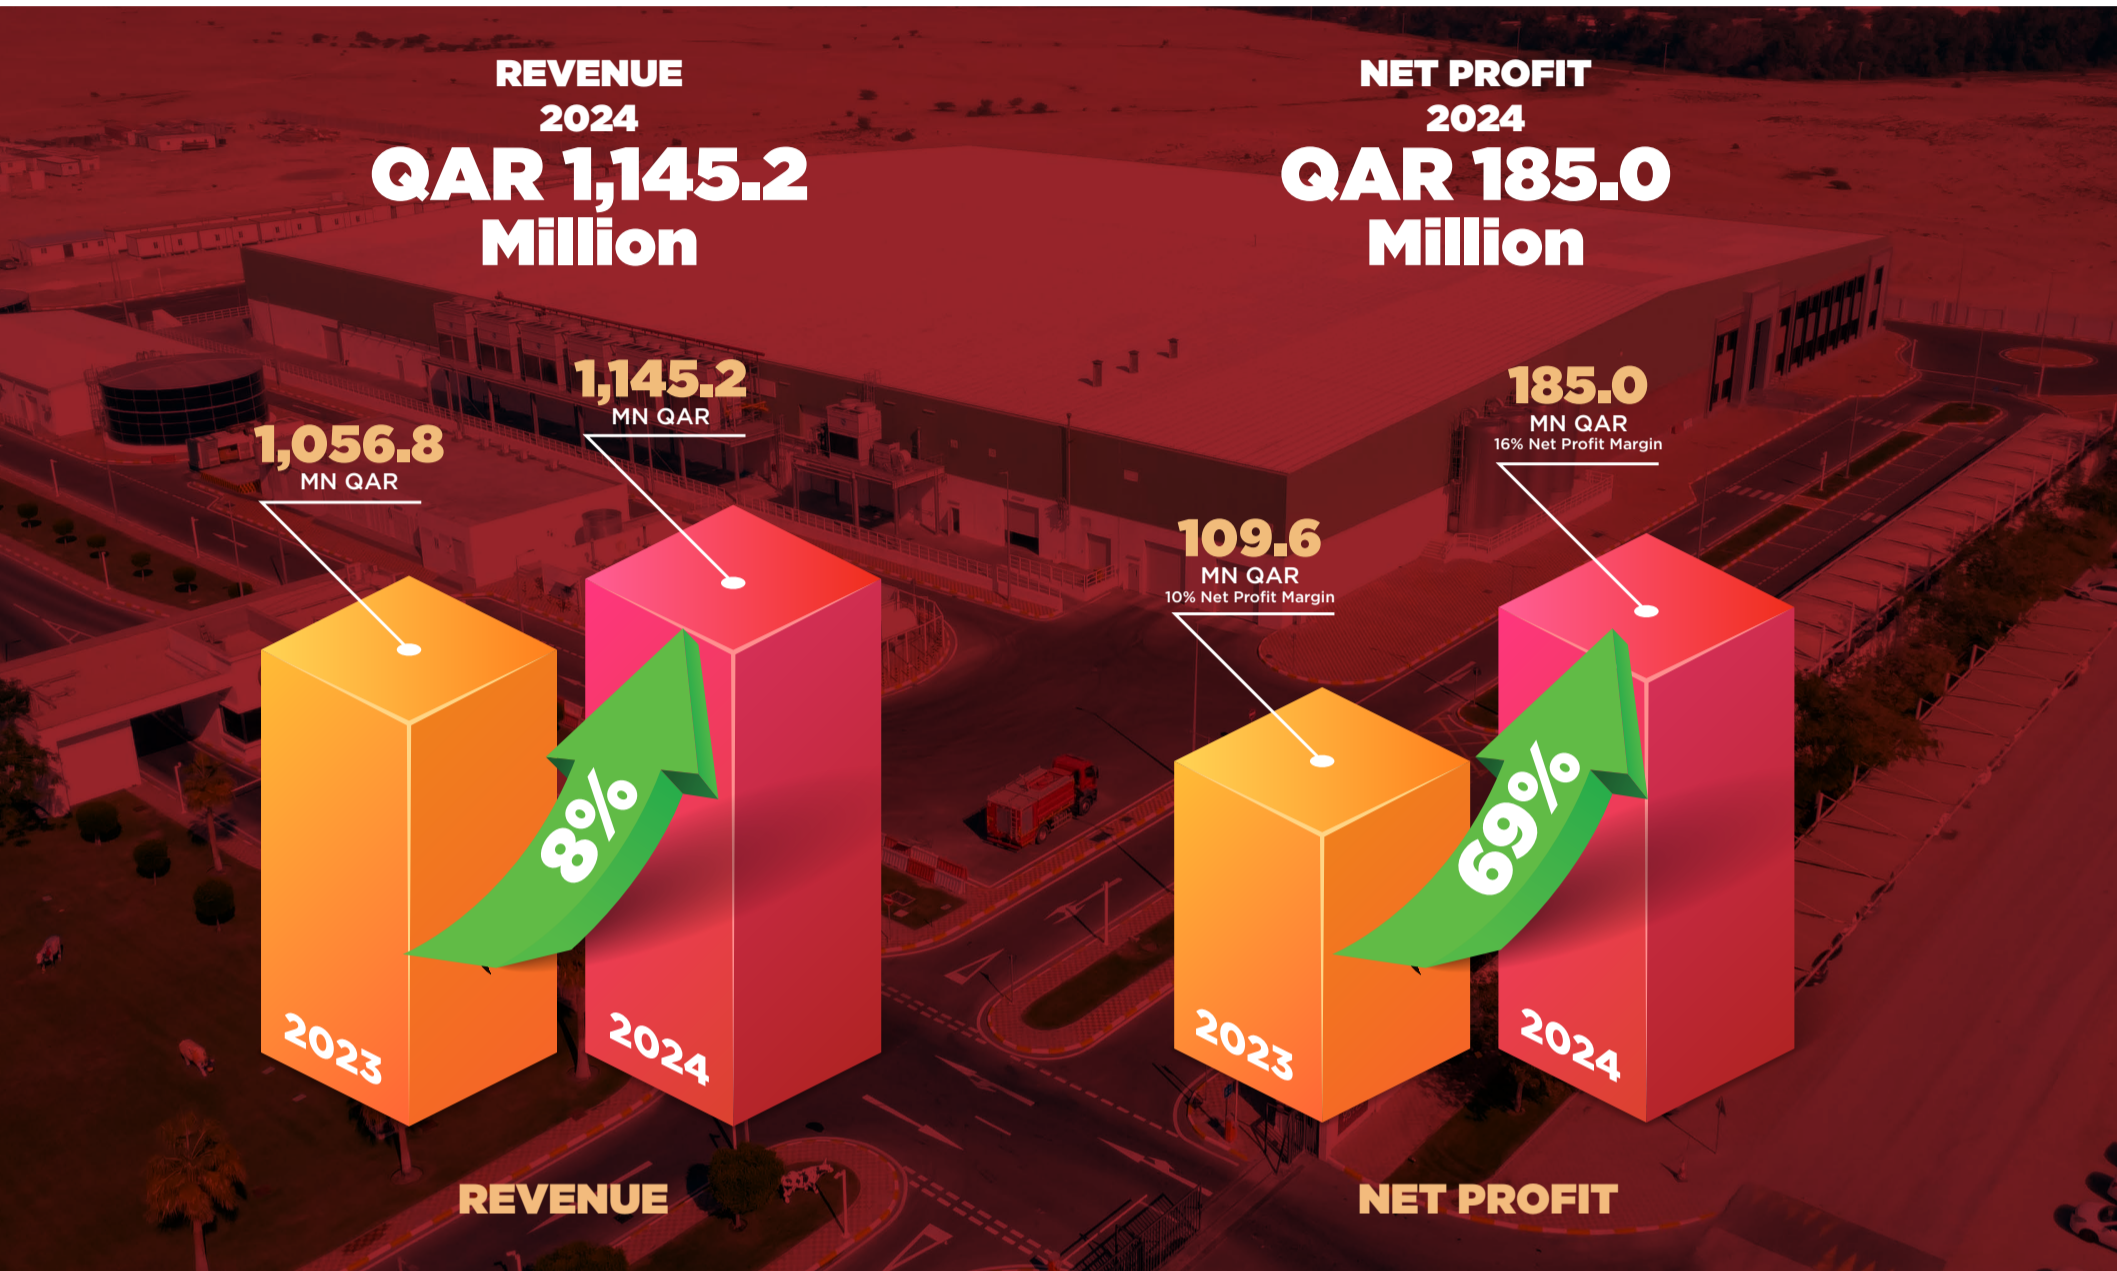 REVENUE
2024
QAR 1,145.2
Million
NET PROFIT
2024
QAR 185.0
Million
1,056.8
MN QAR
1,145.2
MN QAR
109.6
MN QAR
10% Net Profit Margin
185.0
MN QAR
16% Net Profit Margin
8%
69%
2023
2024
2023
2024
REVENUE
NET PROFIT